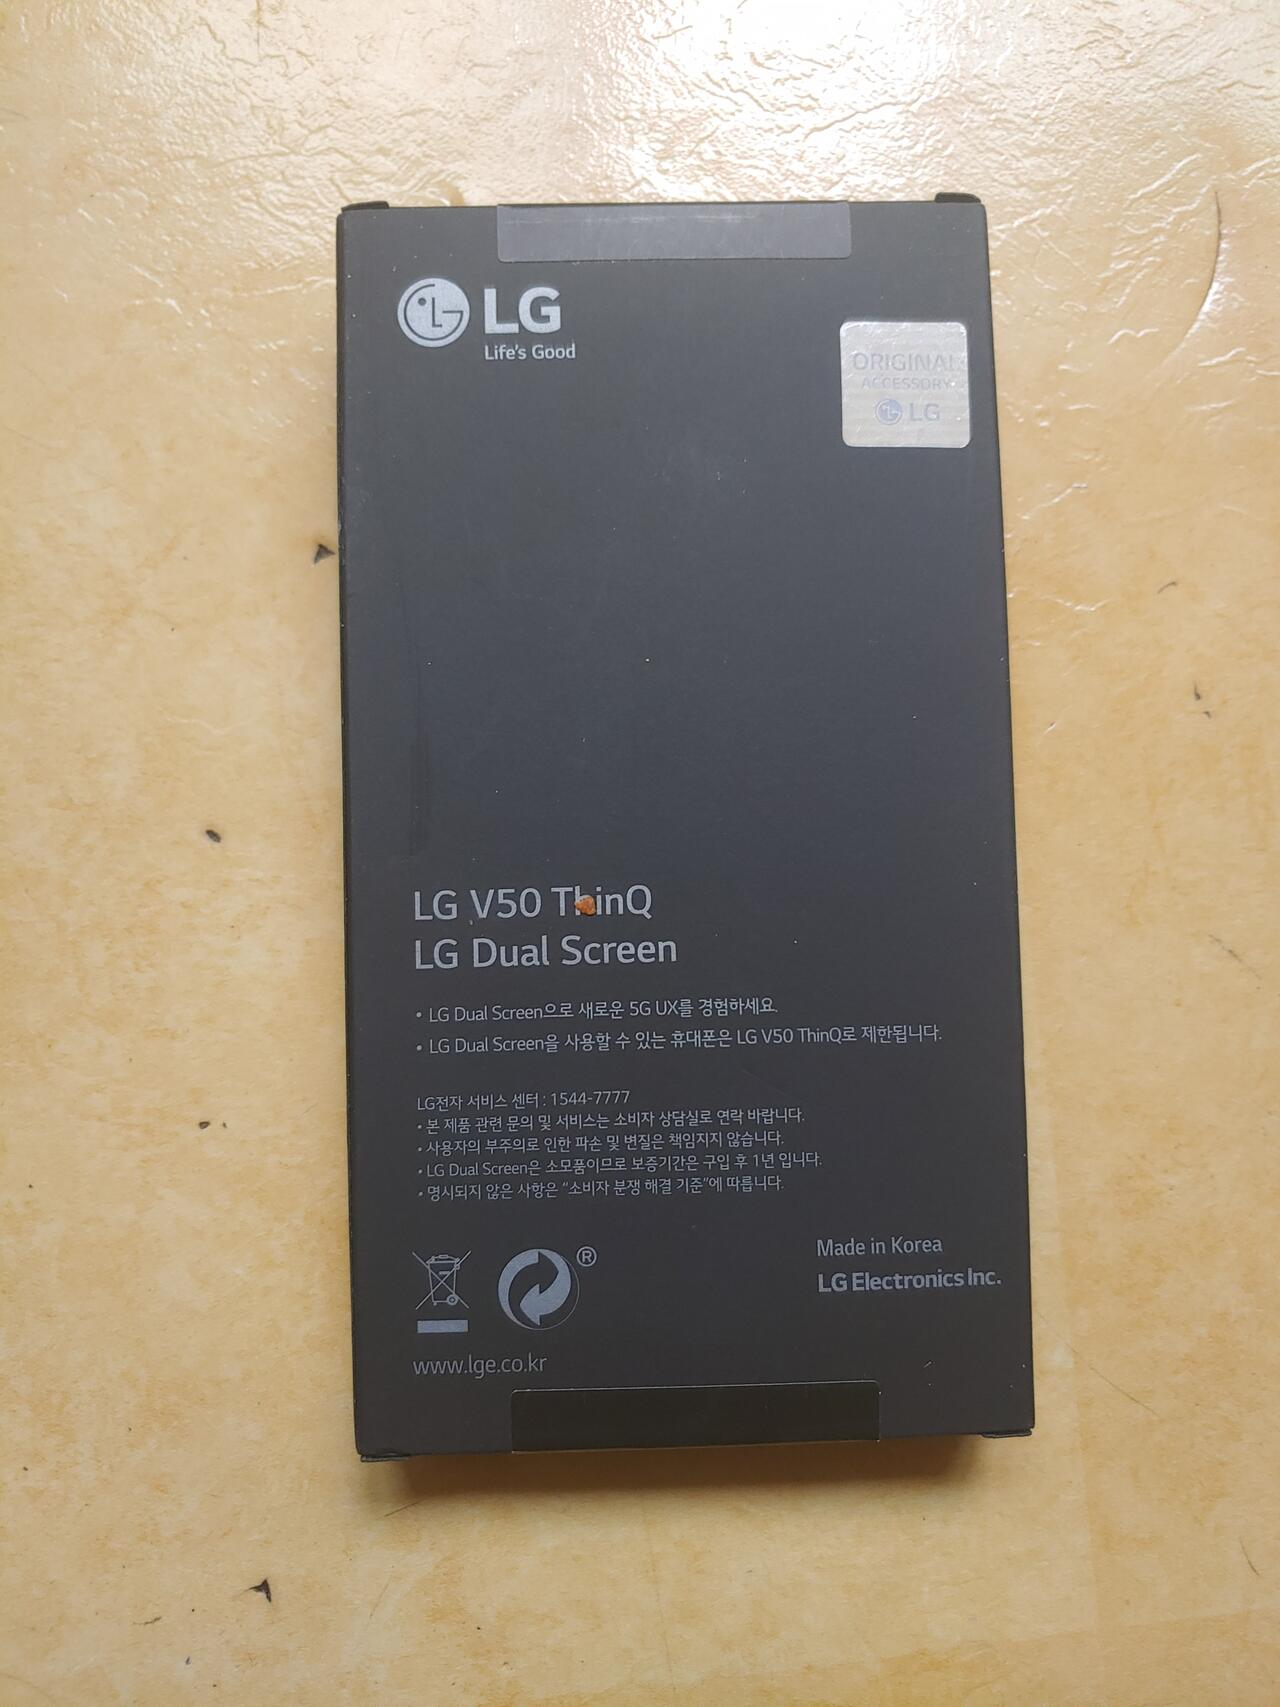 LG
Life's Good
ORIGINAL
ACCESSORY
LG
LG V50 ThinQ
LG Dual Screen
• LG Dual Screen으로 새로운 5G UX를 경험하세요.
• LG Dual Screen을 사용할 수 있는 휴대폰은 LG V50 ThinQ로 제한됩니다.
LG전자 서비스 센터 : 1544-7777
• 본 제품 관련 문의 및 서비스는 소비자 상담실로 연락 바랍니다.
• 사용자의 부주의로 인한 파손 및 변질은 책임지지 않습니다.
• LG Dual Screen은 소모품이므로 보증기간은 구입 후 1년 입니다.
• 명시되지 않은 사항은 “소비자 분쟁 해결 기준”에 따릅니다.
®
Made in Korea
LG Electronics Inc.
www.lge.co.kr